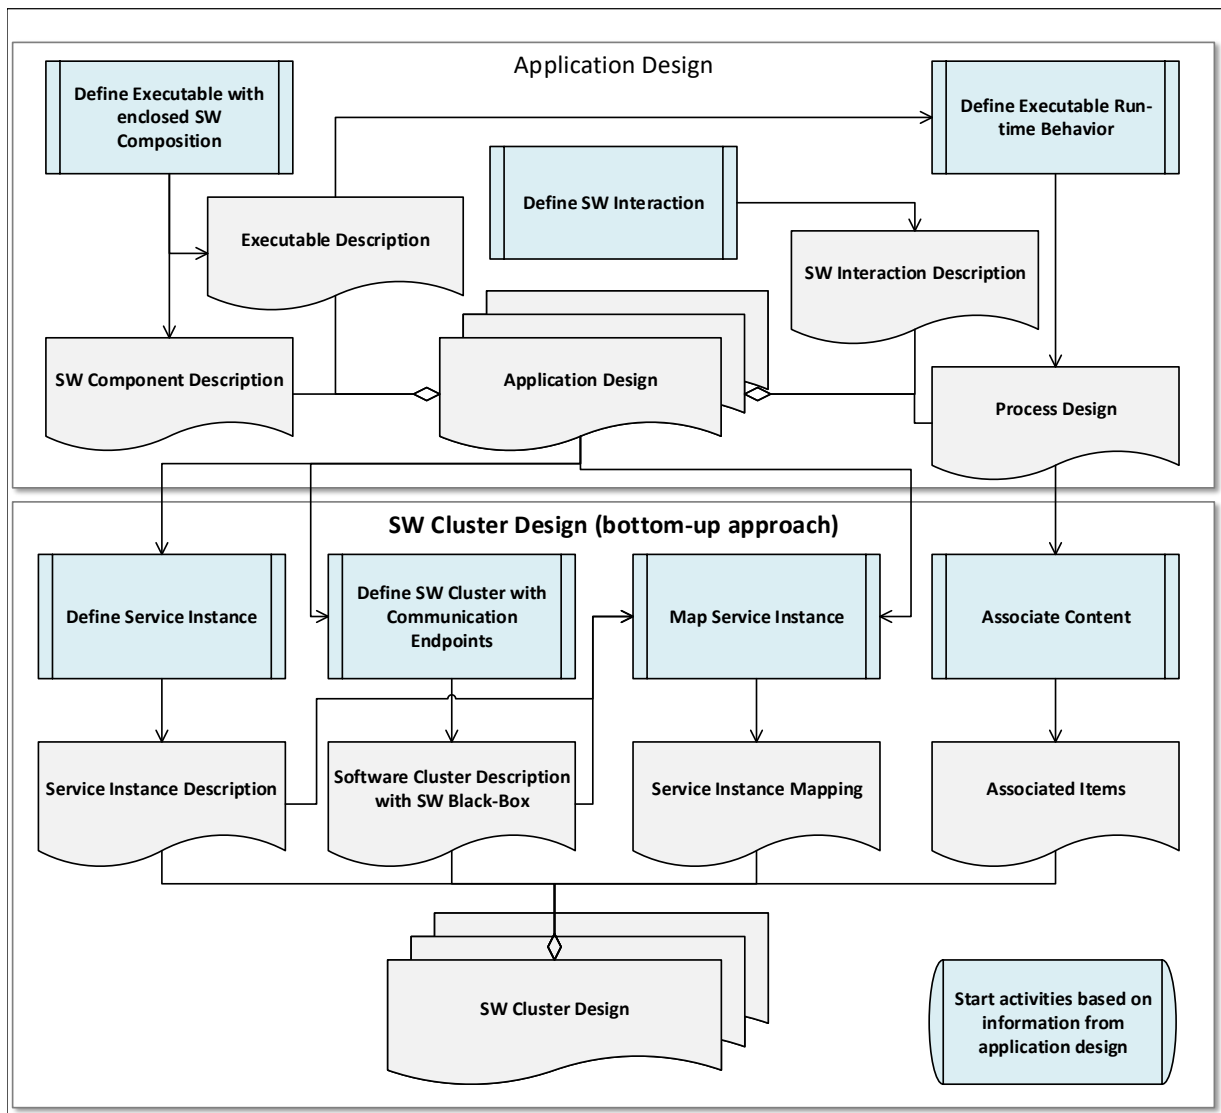 Application Design
Define Executable with
enclosed SW
Composition
Define Executable Run-
time Behavior
Define SW Interaction
Executable Description
SW Interaction Description
SW Component Description
Application Design
Process Design
SW Cluster Design (bottom-up approach)
Define Service Instance
Define SW Cluster with
Communication
Endpoints
Map Service Instance
Associate Content
Service Instance Description
Software Cluster Description
with SW Black-Box
Service Instance Mapping
Associated Items
SW Cluster Design
Start activities based on
information from
application design